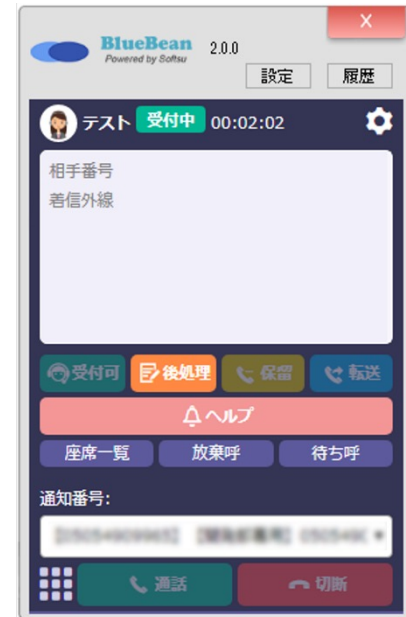 X
BlueBean 2.0.0
Powered by Softsu
設定 履歴
テスト 受付中 00:02:02
相手番号
着信外線
受付可 後処理 保留 転送
ヘルプ
座席一覧 放棄呼 待ち呼
通知番号:
通話 切断